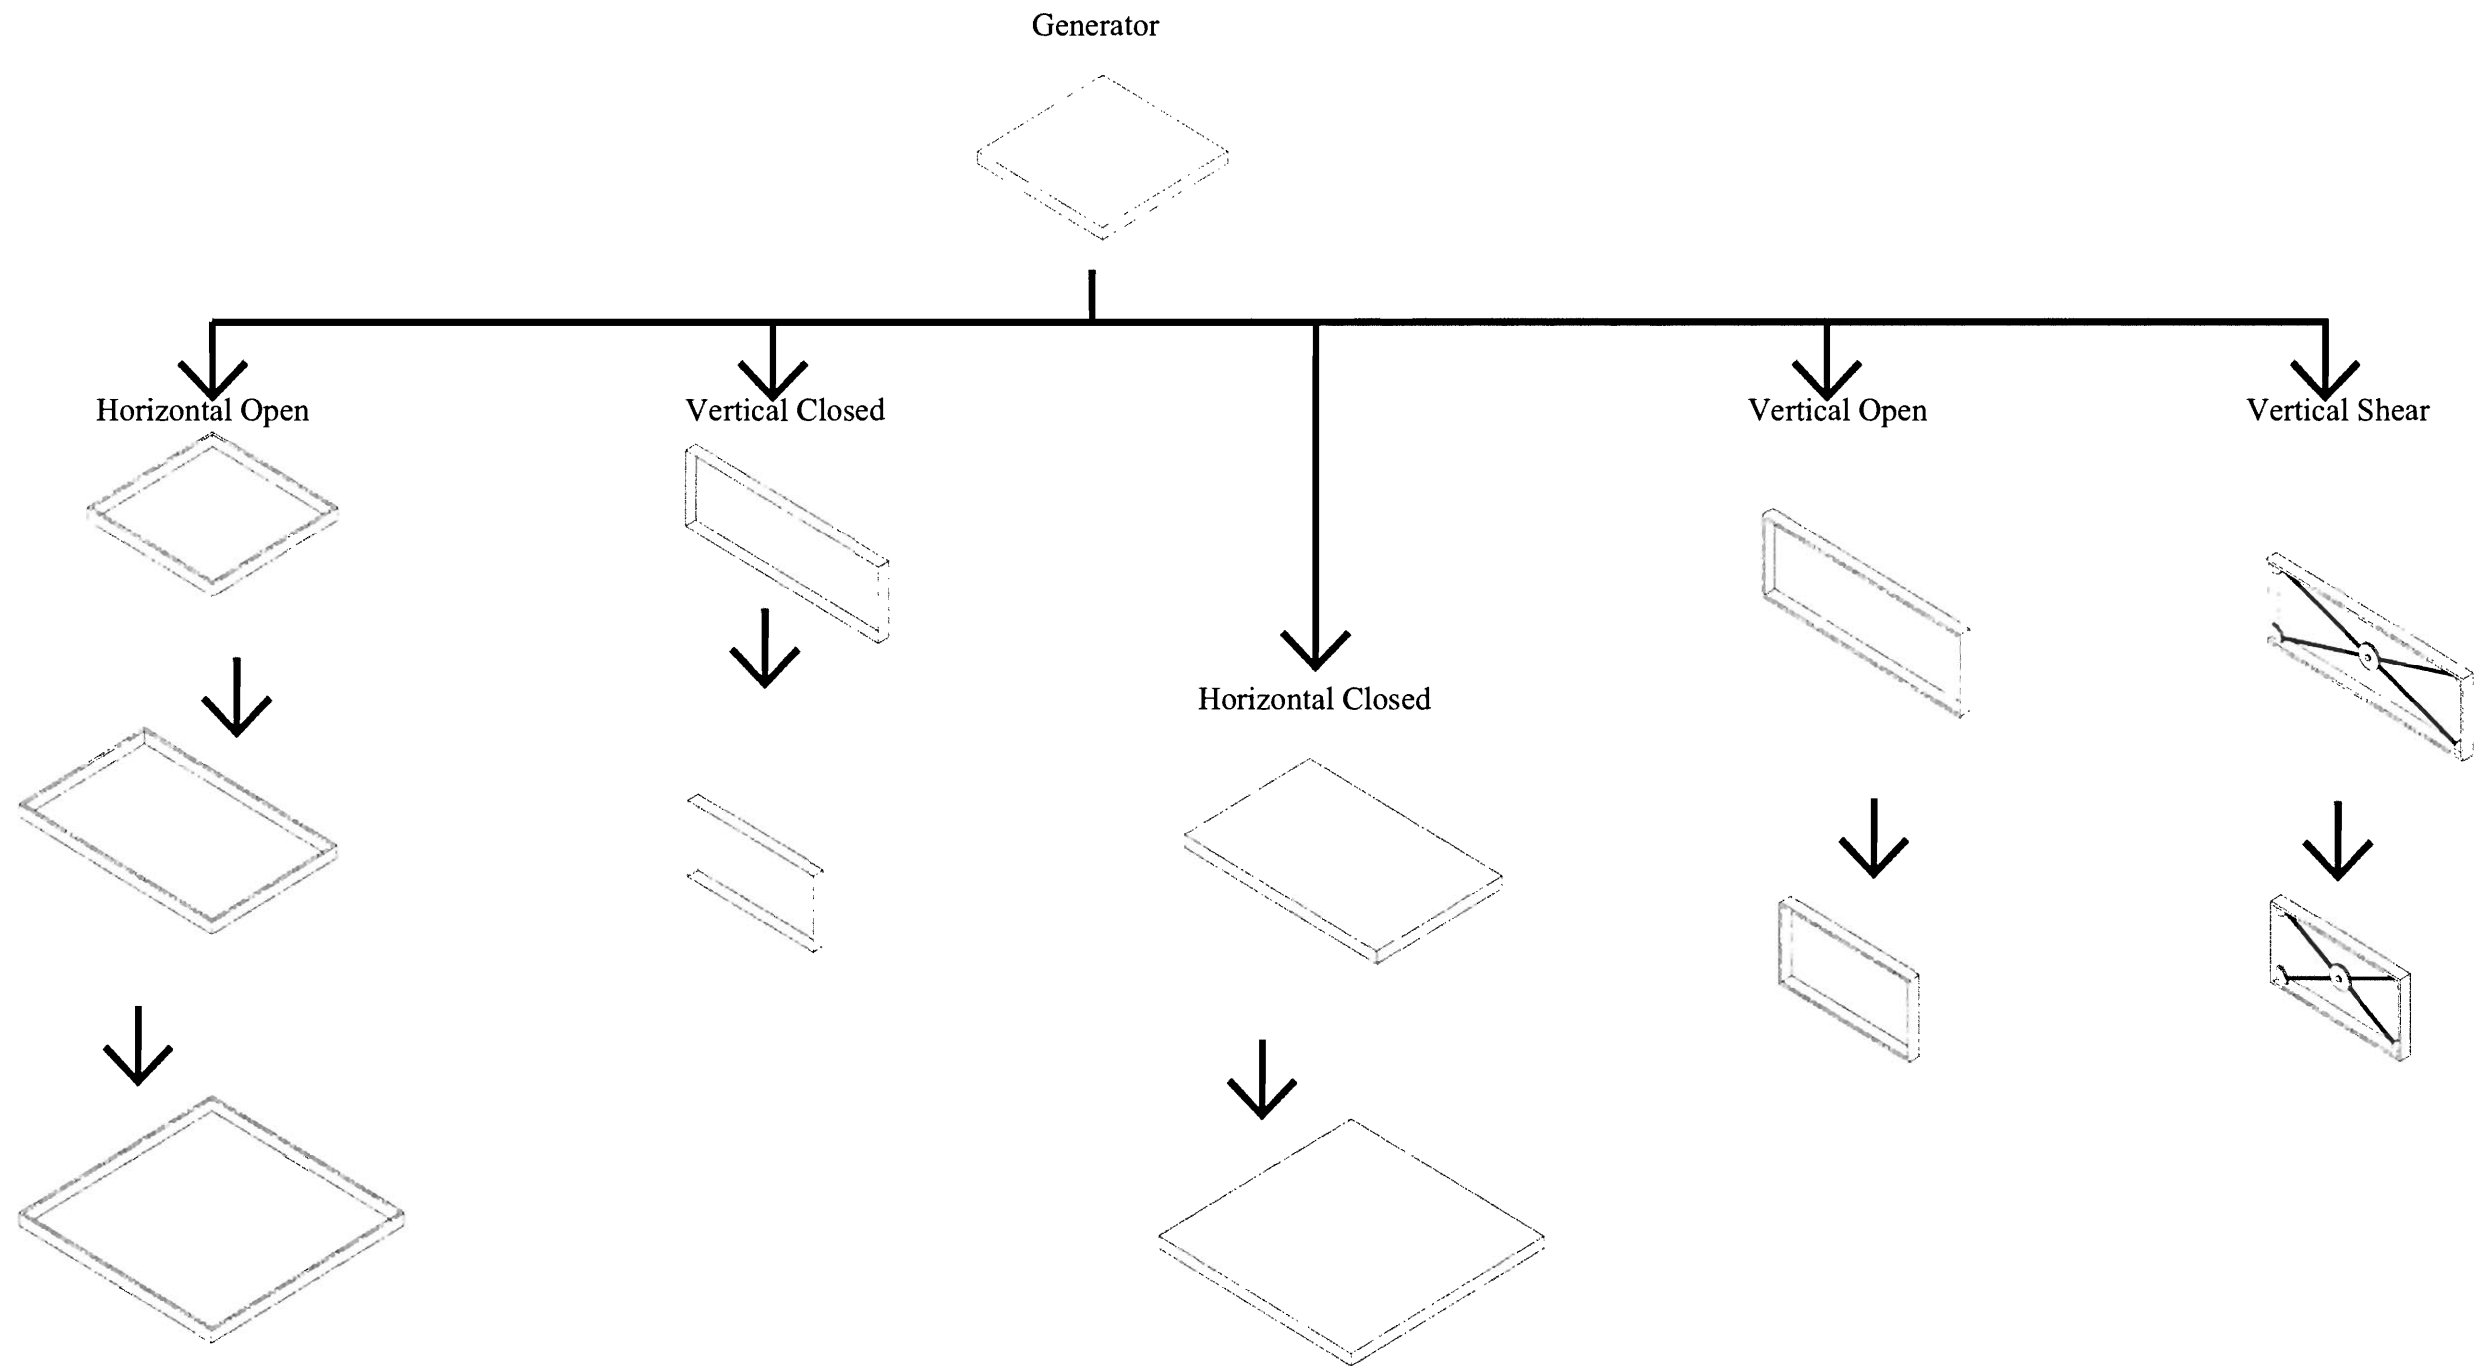 Generator
Horizontal Open
Vertical Closed
Vertical Open
Vertical Shear
Horizontal Closed